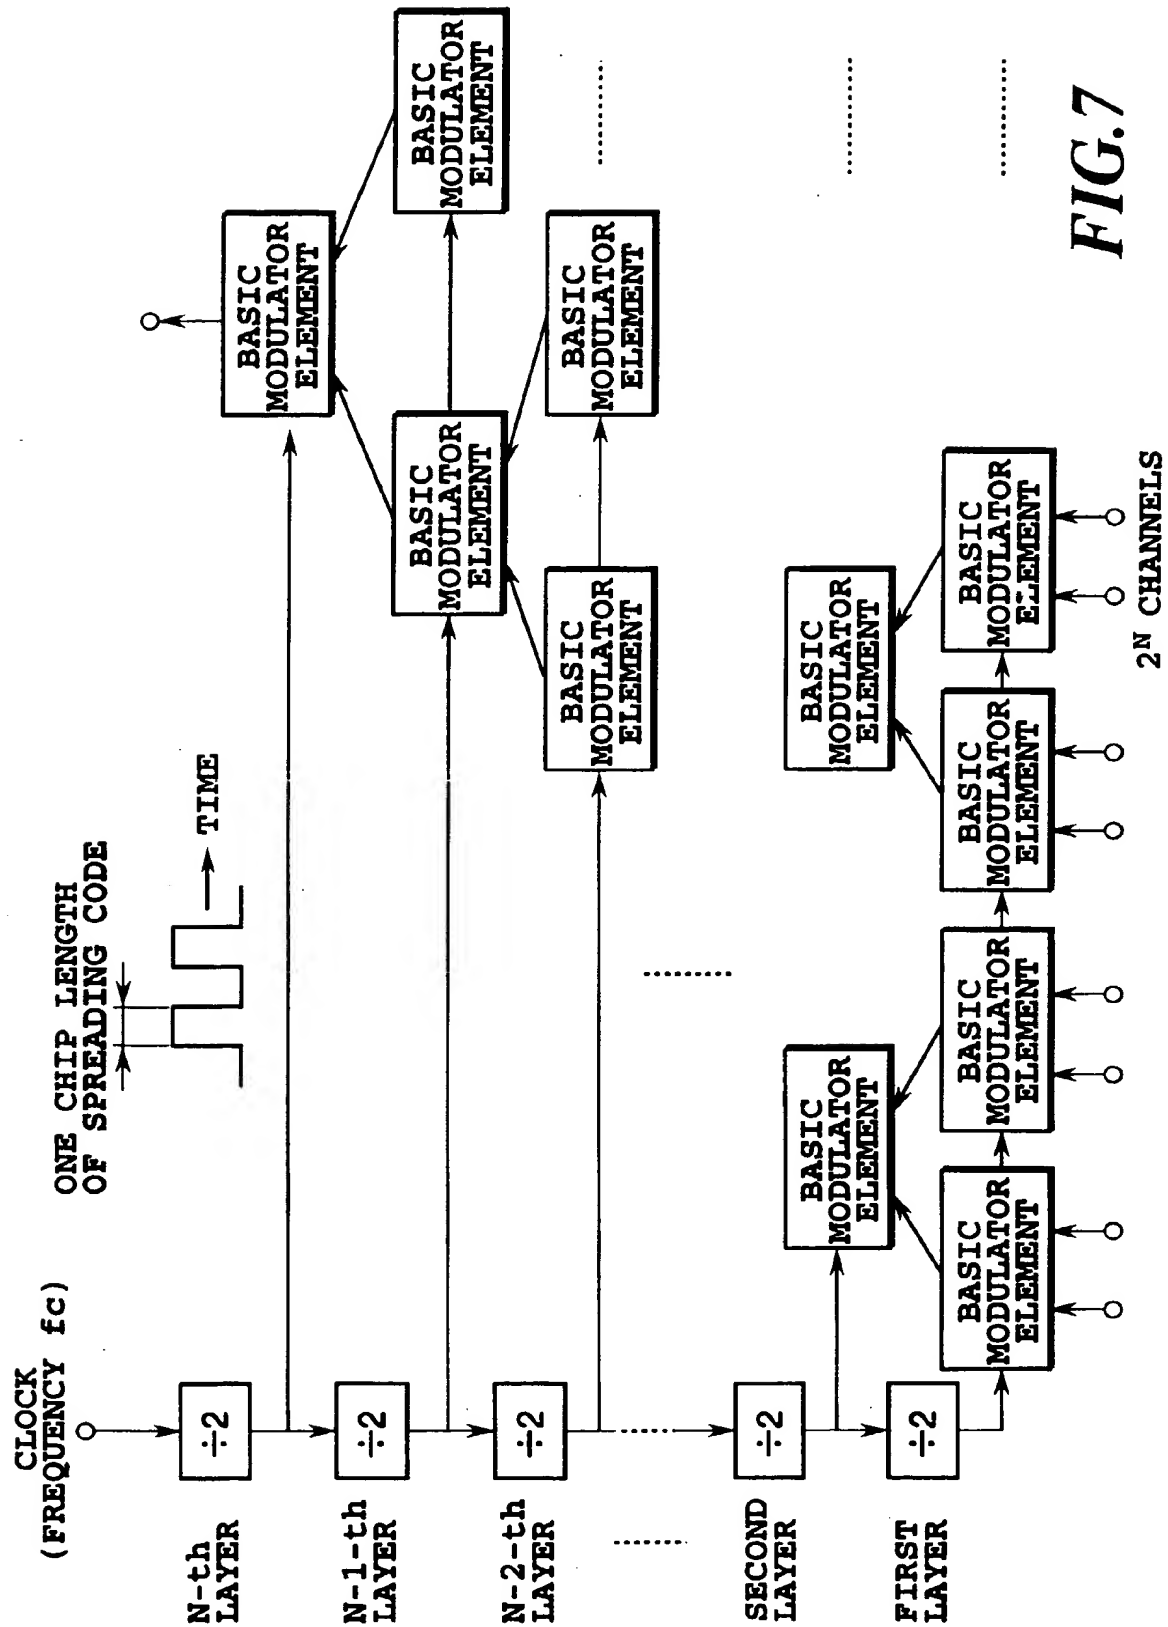 CLOCK
(FREQUENCY fc)
ONE CHIP LENGTH
OF SPREADING CODE
TIME
N-th
LAYER
÷2
BASIC
MODULATOR
ELEMENT
N-1-th
LAYER
÷2
BASIC
MODULATOR
ELEMENT
BASIC
MODULATOR
ELEMENT
N-2-th
LAYER
÷2
BASIC
MODULATOR
ELEMENT
BASIC
MODULATOR
ELEMENT
SECOND
LAYER
÷2
BASIC
MODULATOR
ELEMENT
BASIC
MODULATOR
ELEMENT
FIRST
LAYER
÷2
BASIC
MODULATOR
ELEMENT
BASIC
MODULATOR
ELEMENT
BASIC
MODULATOR
ELEMENT
BASIC
MODULATOR
ELEMENT
2^N CHANNELS
FIG.7